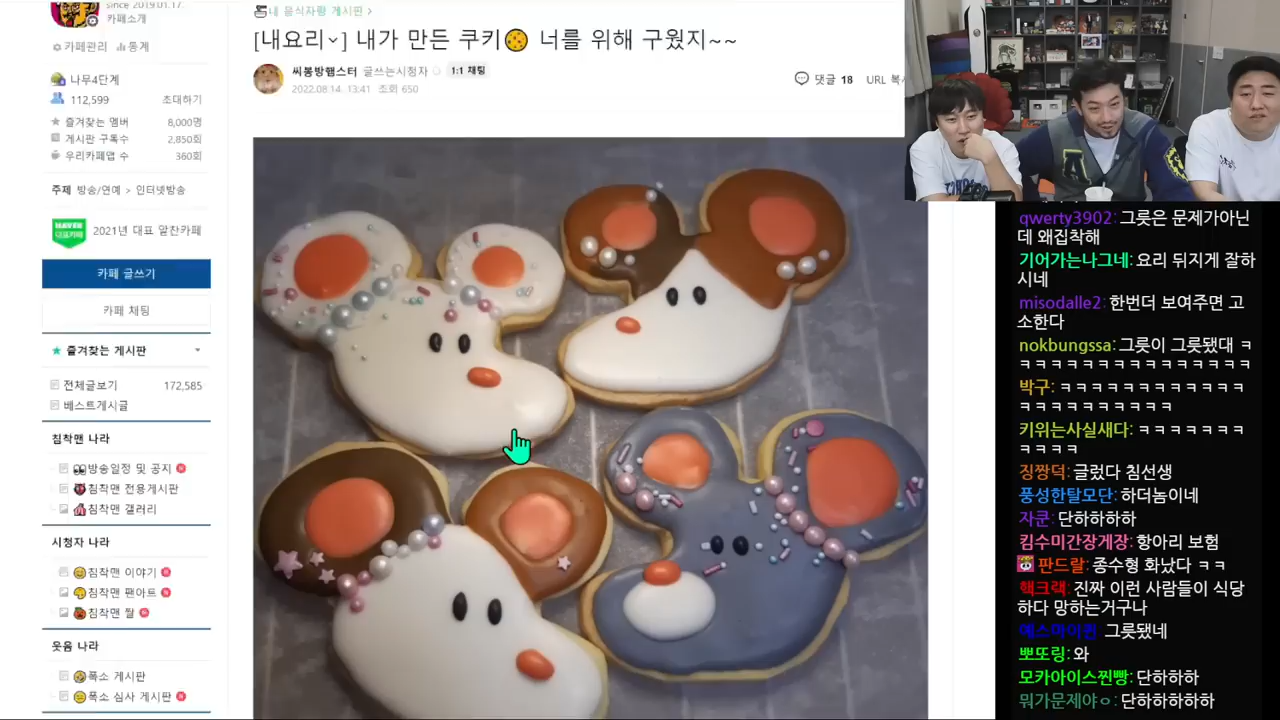 since 2019.01.17.
카페소개
카페관리 통계
나무4단계
112,599 초대하기
즐겨찾는 멤버 8,000명
게시판 구독수 2,850회
우리카페앱 수 360회
주제 방송/연예 > 인터넷방송
NAVER
대표카페
2021년 대표 알찬카페
카페 글쓰기
카페 채팅
즐겨찾는 게시판
전체글보기 172,585
베스트게시글
침착맨 나라
방송일정 및 공지
침착맨 전용게시판
침착맨 갤러리
시청자 나라
침착맨 이야기
침착맨 팬아트
침착맨 짤
웃음 나라
폭소 게시판
폭소 심사 게시판
내 음식자랑 게시판 >
[내요리~] 내가 만든 쿠키 너를 위해 구웠지~~
씨봉방햄스터 글쓰는시청자 1:1 채팅
2022.08.14. 13:41 조회 650
댓글 18 URL 복사
qwerty3902: 그릇은 문제가아닌
데 왜집착해
기어가는나그네: 요리 뒤지게 잘하
시네
misodalle2: 한번더 보여주면 고
소한다
nokbungssa: 그릇이 그릇됐대 ㅋ
ㅋㅋㅋㅋㅋㅋㅋㅋㅋㅋㅋㅋㅋㅋㅋ
박구: ㅋㅋㅋㅋㅋㅋㅋㅋㅋㅋㅋㅋ
ㅋㅋㅋㅋㅋㅋㅋㅋㅋㅋ
키위는사실새다: ㅋㅋㅋㅋㅋㅋㅋ
ㅋㅋㅋㅋ
징짱덕: 글렀다 침선생
풍성한탈모단: 하더놈이네
자쿤: 단하하하하
킴수미간장게장: 항아리 보험
판드랄: 종수형 화났다 ㅋㅋ
핵크랙: 진짜 이런 사람들이 식당
하다 망하는거구나
그릇됐네
뽀또링: 와
모카아이스찐빵: 단하하하
뭐가문제야ㅇ: 단하하하하하